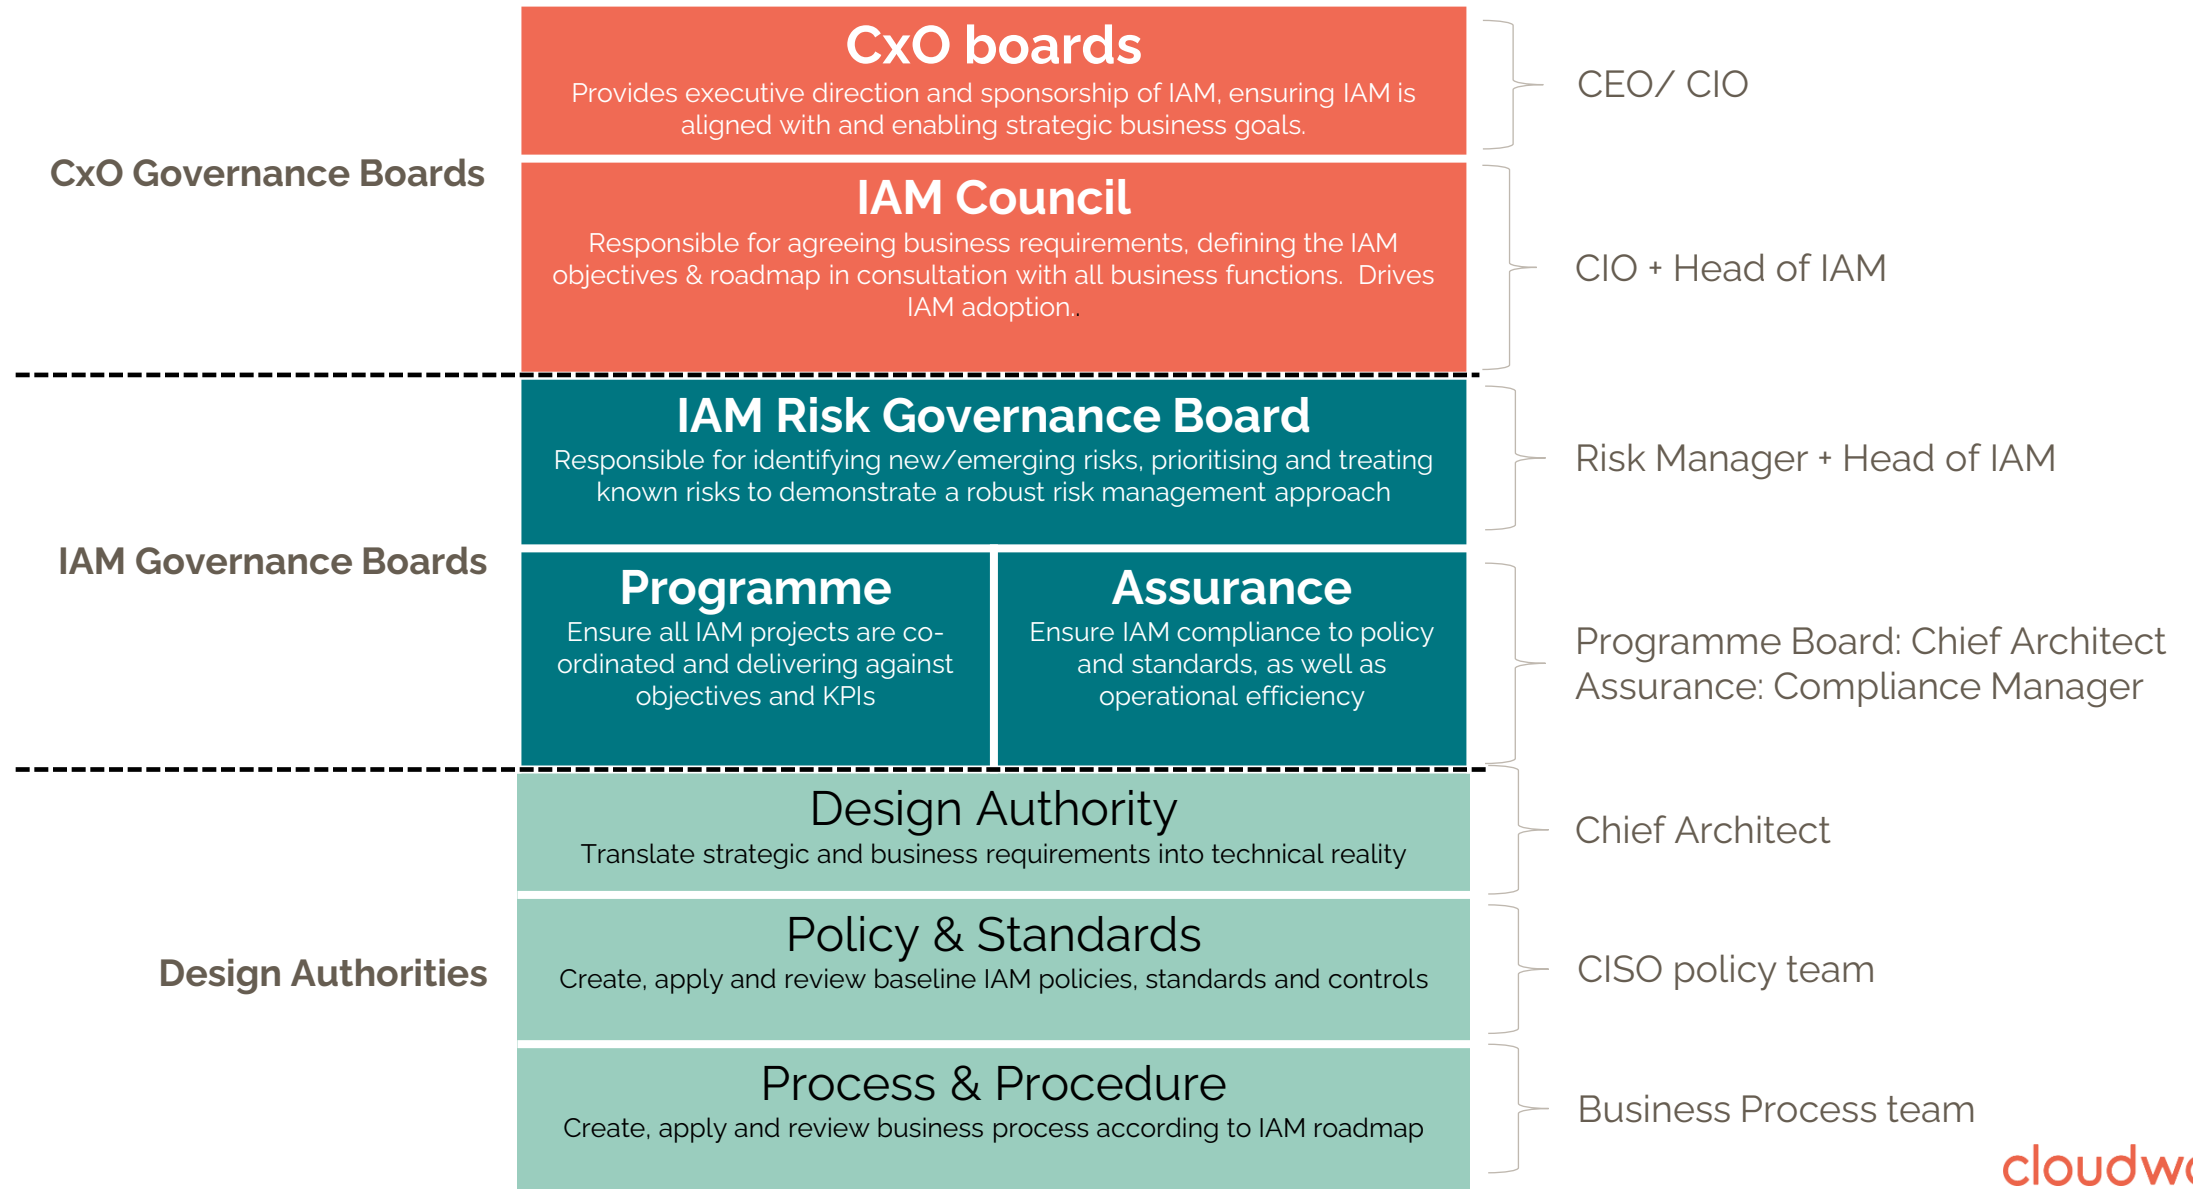 CxO Governance Boards
CxO boards
Provides executive direction and sponsorship of IAM, ensuring IAM is
aligned with and enabling strategic business goals.
CEO/ CIO
IAM Council
Responsible for agreeing business requirements, defining the IAM
objectives & roadmap in consultation with all business functions.  Drives
IAM adoption..
CIO + Head of IAM
IAM Governance Boards
IAM Risk Governance Board
Responsible for identifying new/emerging risks, prioritising and treating
known risks to demonstrate a robust risk management approach
Risk Manager + Head of IAM
Programme
Ensure all IAM projects are co-
ordinated and delivering against
objectives and KPIs
Assurance
Ensure IAM compliance to policy
and standards, as well as
operational efficiency
Programme Board: Chief Architect
Assurance: Compliance Manager
Design Authorities
Design Authority
Translate strategic and business requirements into technical reality
Chief Architect
Policy & Standards
Create, apply and review baseline IAM policies, standards and controls
CISO policy team
Process & Procedure
Create, apply and review business process according to IAM roadmap
Business Process team